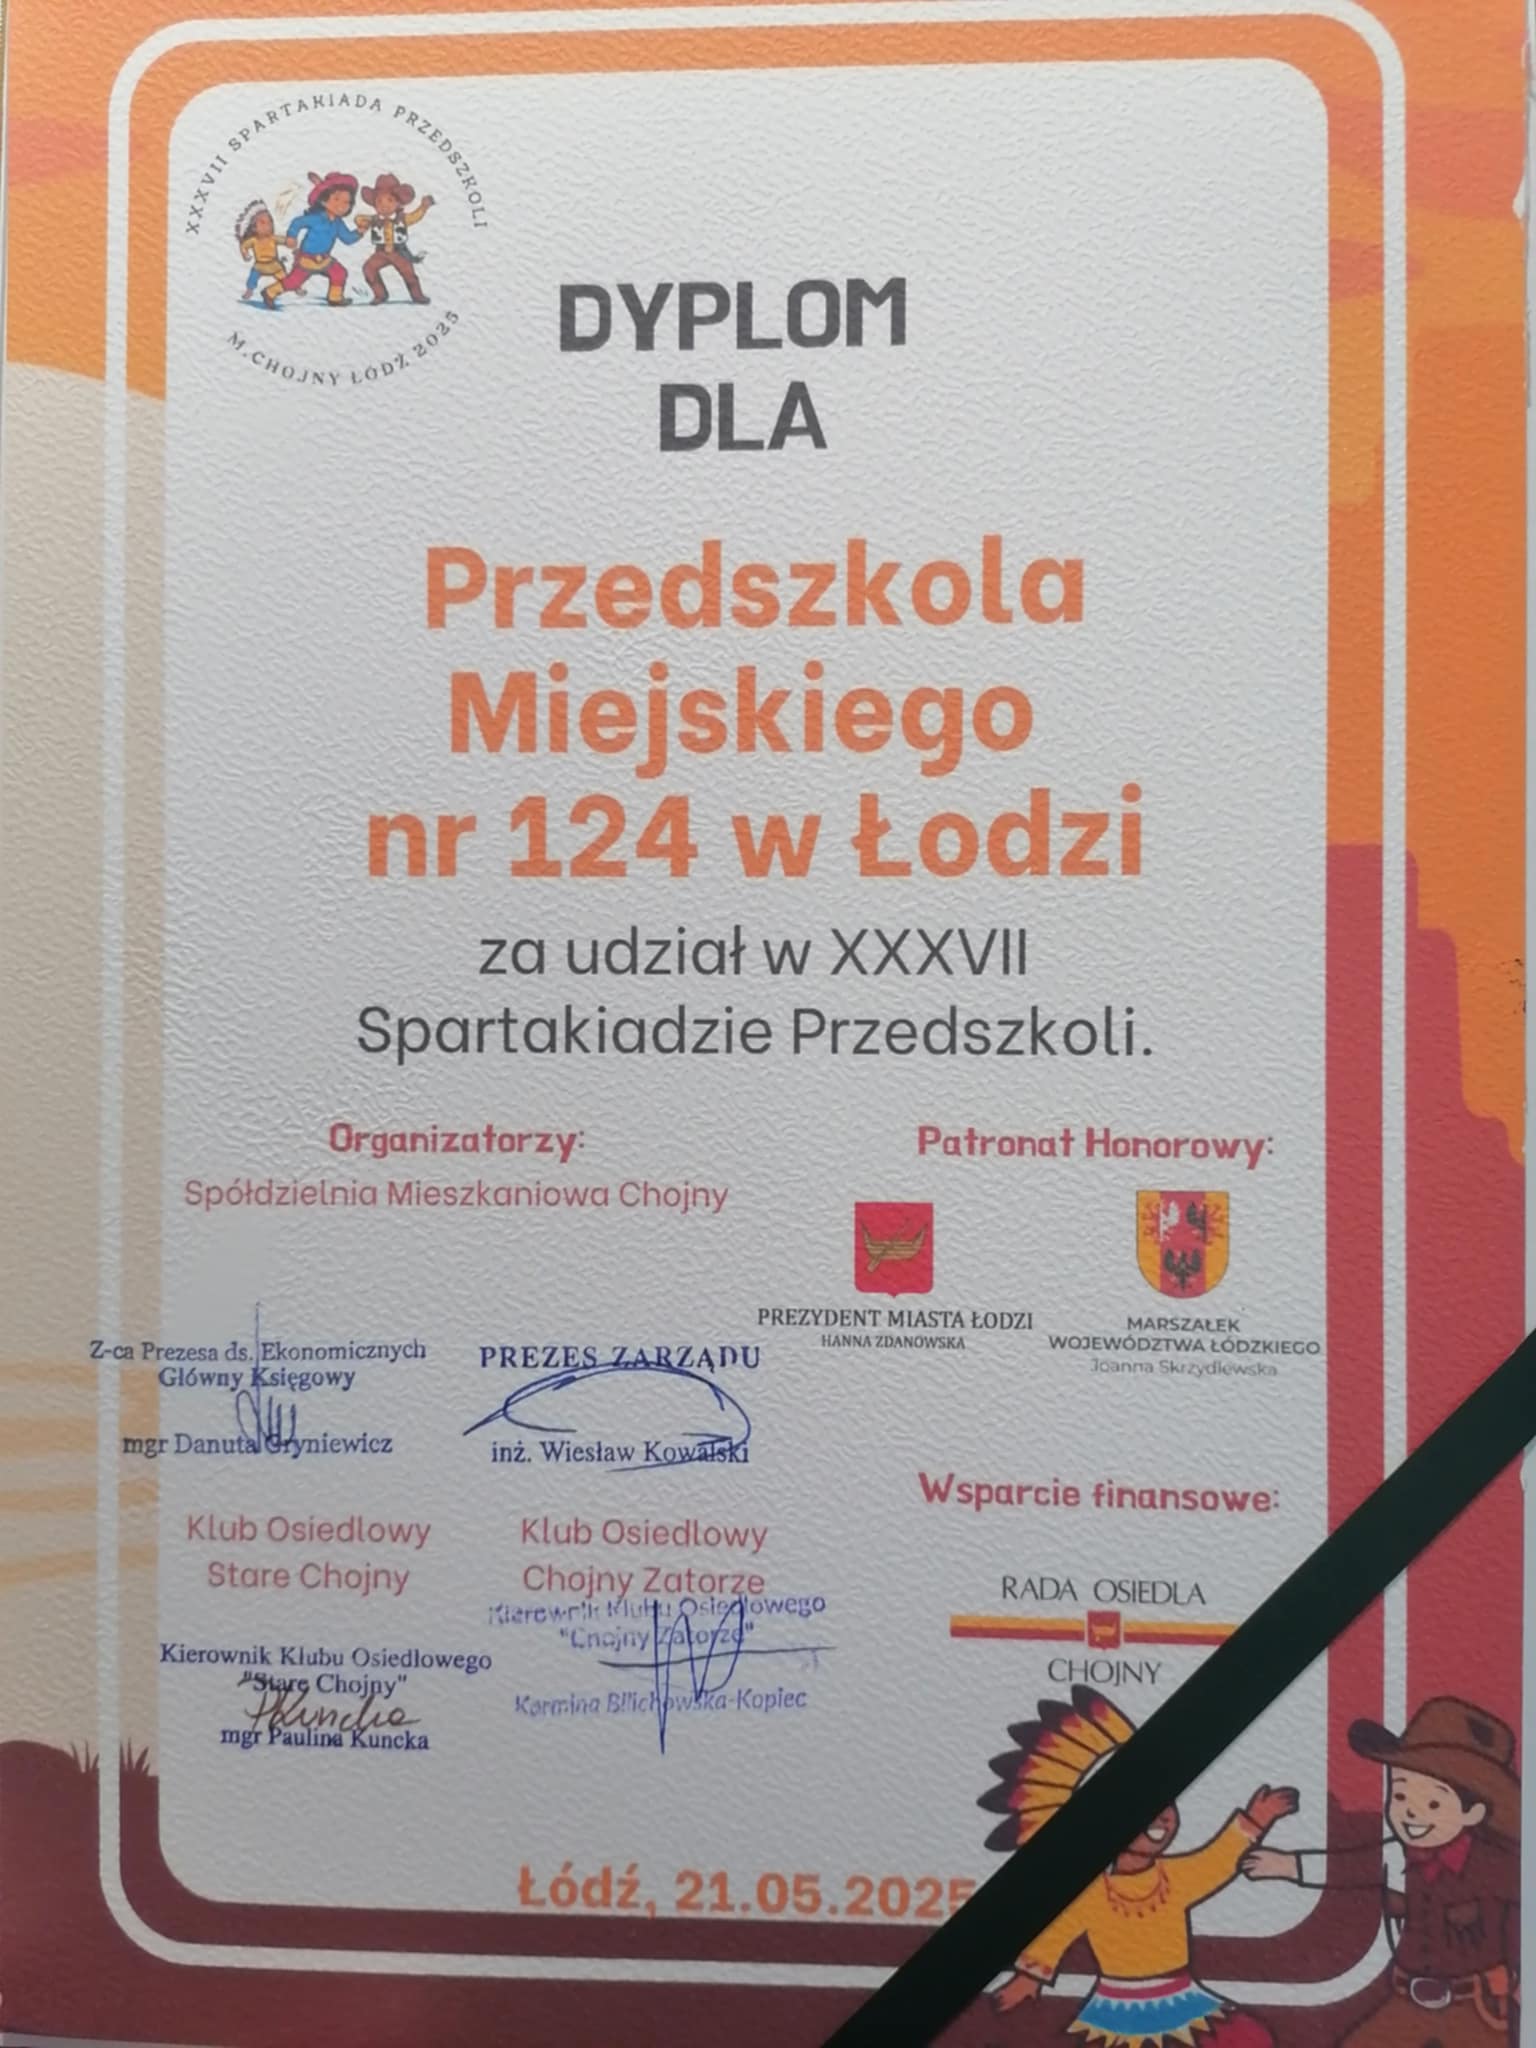 XXXVII SPARTAKIADA PRZEDSZKOLI
M.CHOJNY ŁÓDŹ 2025
DYPLOM
DLA
Przedszkola
Miejskiego
nr 124 w Łodzi
za udział w XXXVII
Spartakiadzie Przedszkoli.
Organizatorzy:
Spółdzielnia Mieszkaniowa Chojny
Z-ca Prezesa ds. Ekonomicznych
Główny Księgowy
mgr Danuta Gryniewicz
PREZES ZARZĄDU
inż. Wiesław Kowalski
Klub Osiedlowy
Stare Chojny
Kierownik Klubu Osiedlowego
"Stare Chojny"
PKuncka
mgr Paulina Kuncka
Klub Osiedlowy
Chojny Zatorze
Kierownik Klubu Osiedlowego
"Chojny Zatorze"
Karmina Bilichowska-Kopiec
Patronat Honorowy:
PREZYDENT MIASTA ŁODZI
HANNA ZDANOWSKA
MARSZAŁEK
WOJEWÓDZTWA ŁÓDZKIEGO
Joanna Skrzydlewska
Wsparcie finansowe:
RADA OSIEDLA
CHOJNY
Łódź, 21.05.2025